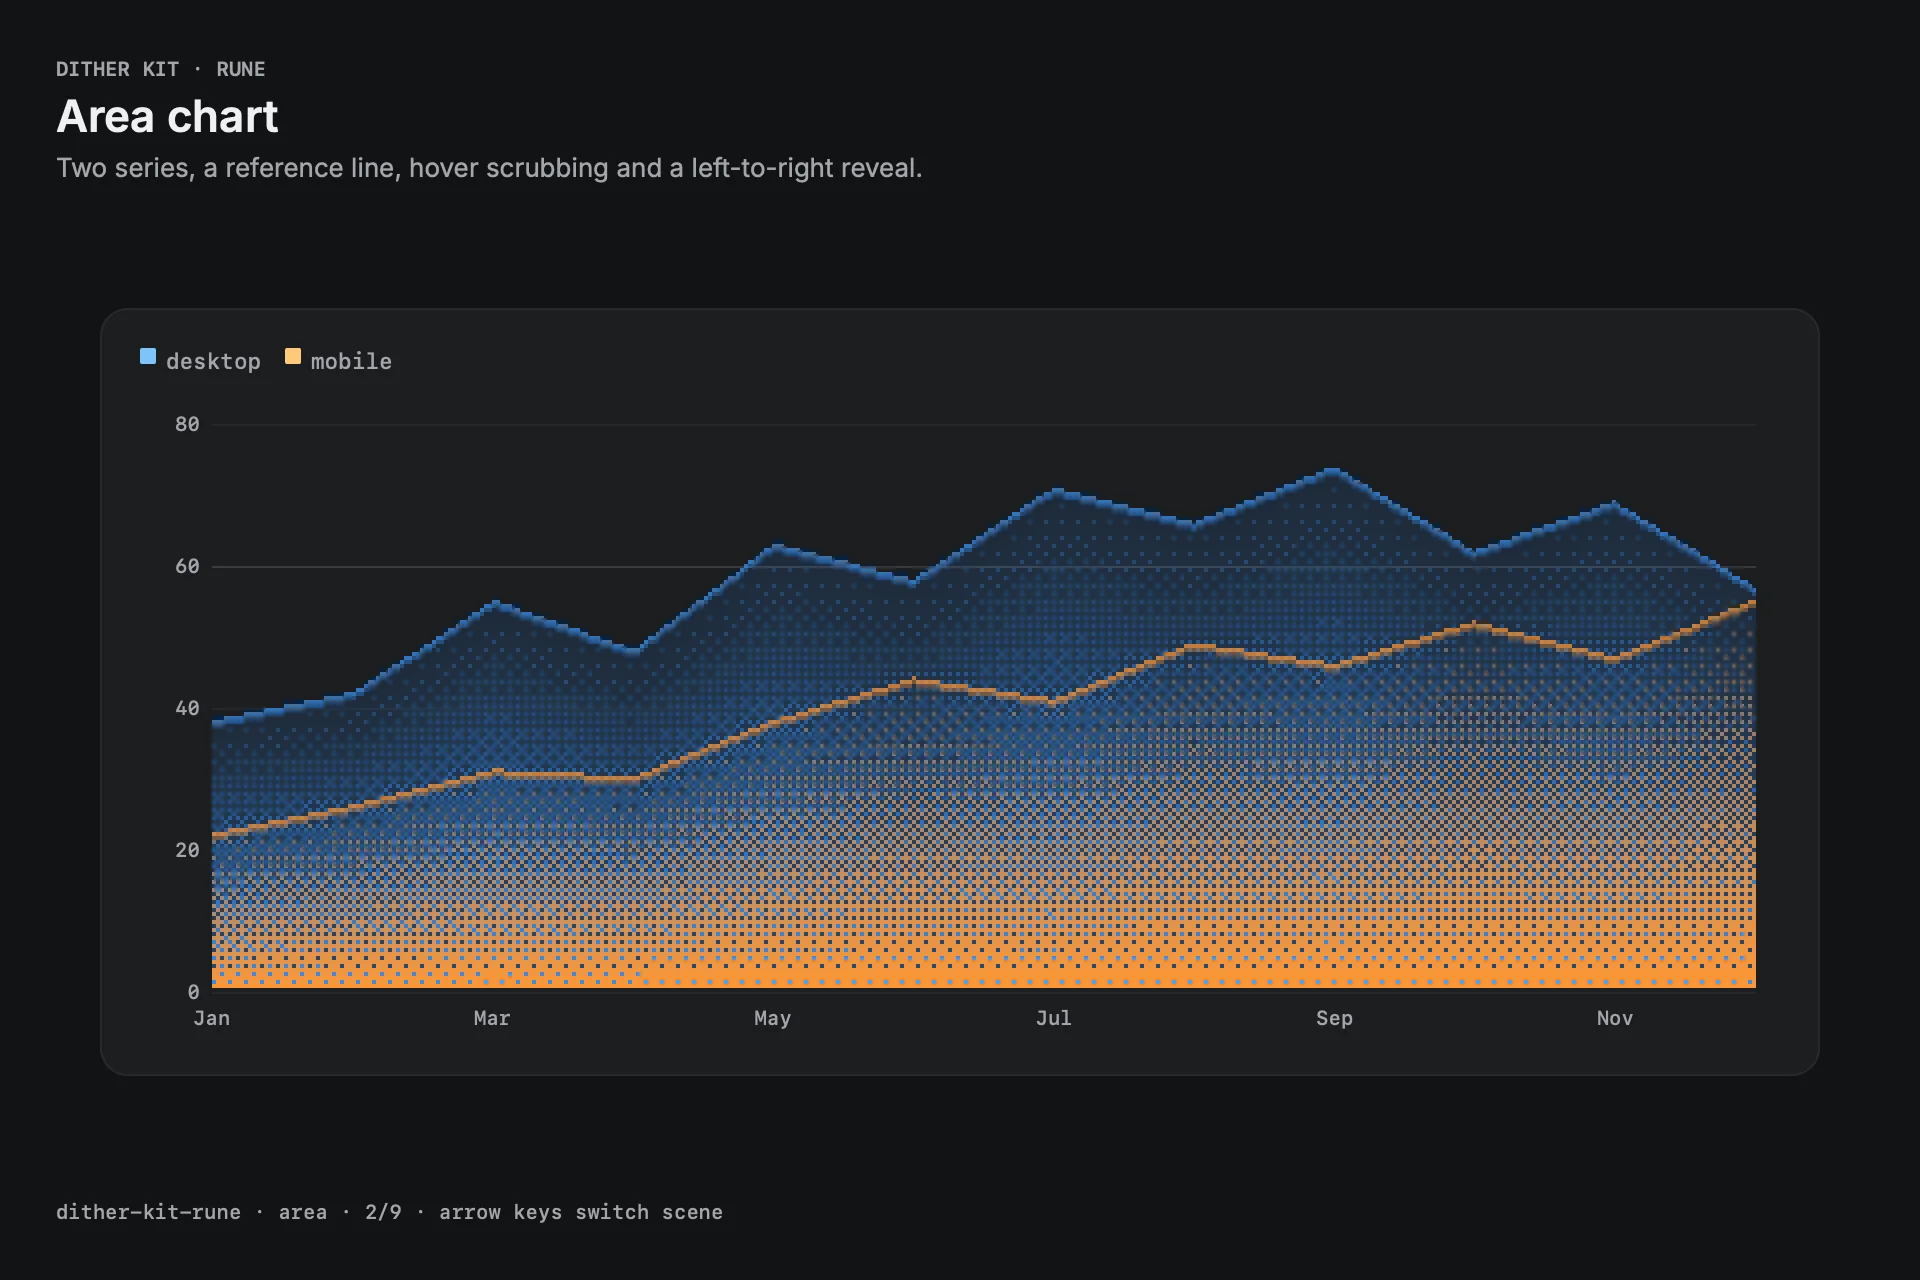 DITHER KIT · RUNE
Area chart
Two series, a reference line, hover scrubbing and a left-to-right reveal.
desktop mobile
80
60
40
20
0
Jan Mar May Jul Sep Nov
dither-kit-rune · area · 2/9 · arrow keys switch scene